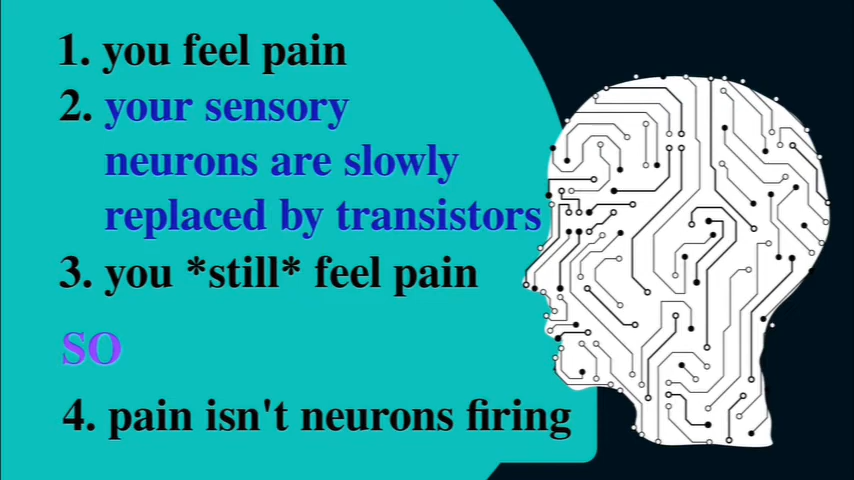 1. you feel pain
2. your sensory
neurons are slowly
replaced by transistors
3. you *still* feel pain
SO
4. pain isn't neurons firing